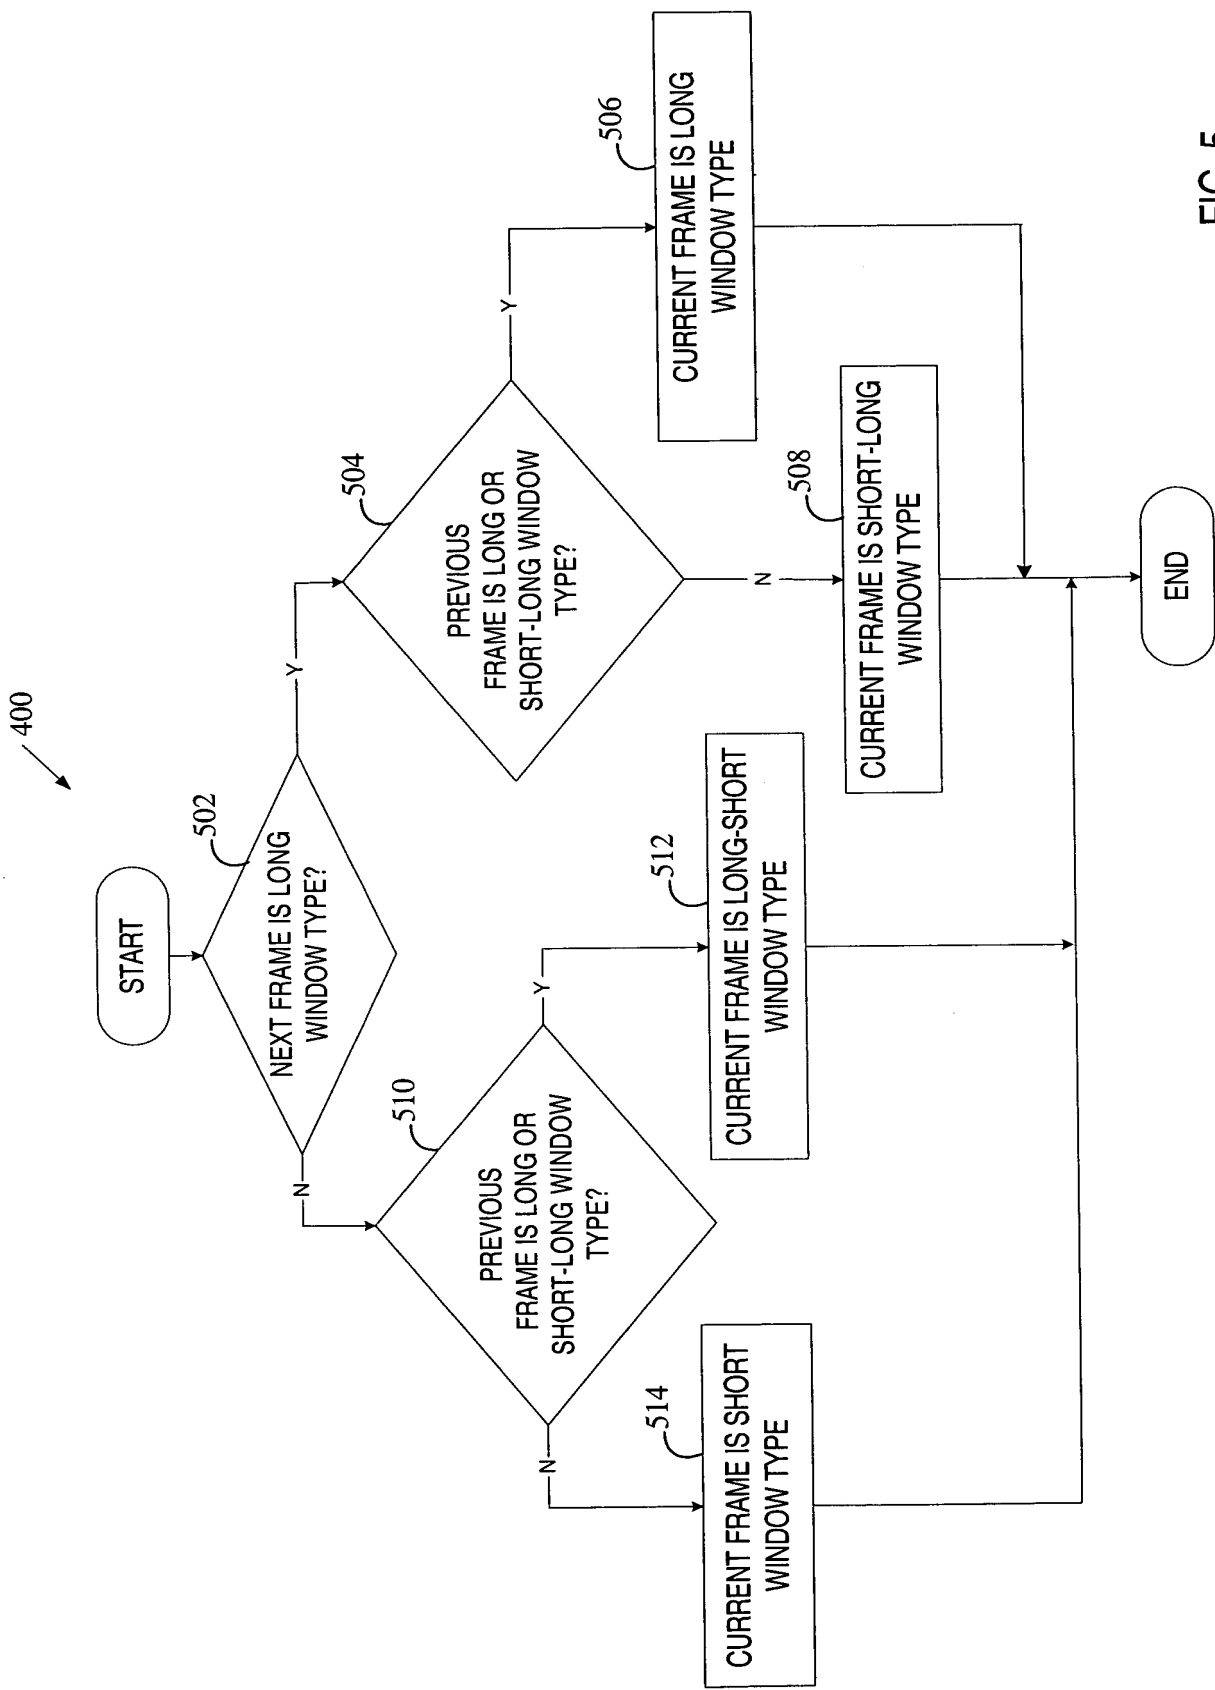 400
START
502
NEXT FRAME IS LONG
WINDOW TYPE?
N
Y
510
PREVIOUS
FRAME IS LONG OR
SHORT-LONG WINDOW
TYPE?
504
PREVIOUS
FRAME IS LONG OR
SHORT-LONG WINDOW
TYPE?
N
Y
N
Y
514
CURRENT FRAME IS SHORT
WINDOW TYPE
512
CURRENT FRAME IS LONG-SHORT
WINDOW TYPE
508
CURRENT FRAME IS SHORT-LONG
WINDOW TYPE
506
CURRENT FRAME IS LONG
WINDOW TYPE
END
FIG. 5